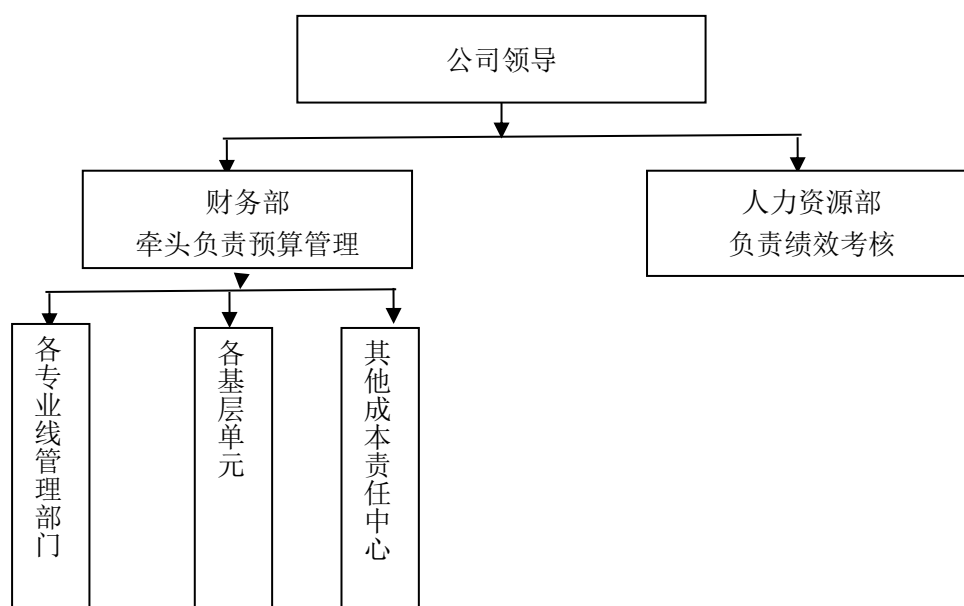 公司领导
财务部
牵头负责预算管理
人力资源部
负责绩效考核
各专业线管理部门
各基层单元
其他成本责任中心